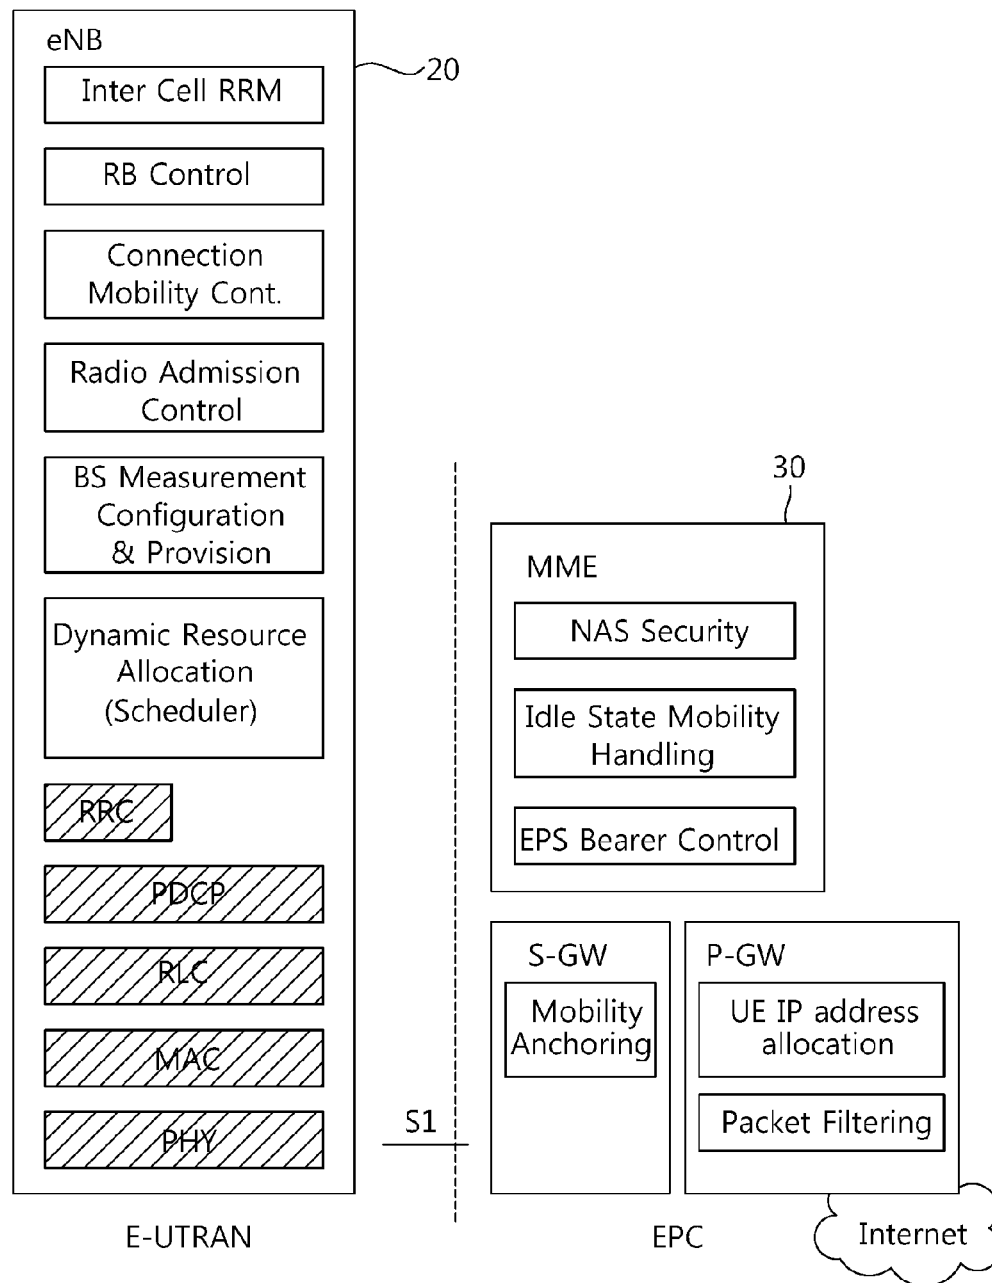 eNB
20
Inter Cell RRM
RB Control
Connection
Mobility Cont.
Radio Admission
Control
BS Measurement
Configuration
& Provision
Dynamic Resource
Allocation
(Scheduler)
RRC
PDCP
RLC
MAC
PHY
E-UTRAN
S1
30
MME
NAS Security
Idle State Mobility
Handling
EPS Bearer Control
S-GW
Mobility
Anchoring
P-GW
UE IP address
allocation
Packet Filtering
EPC
Internet